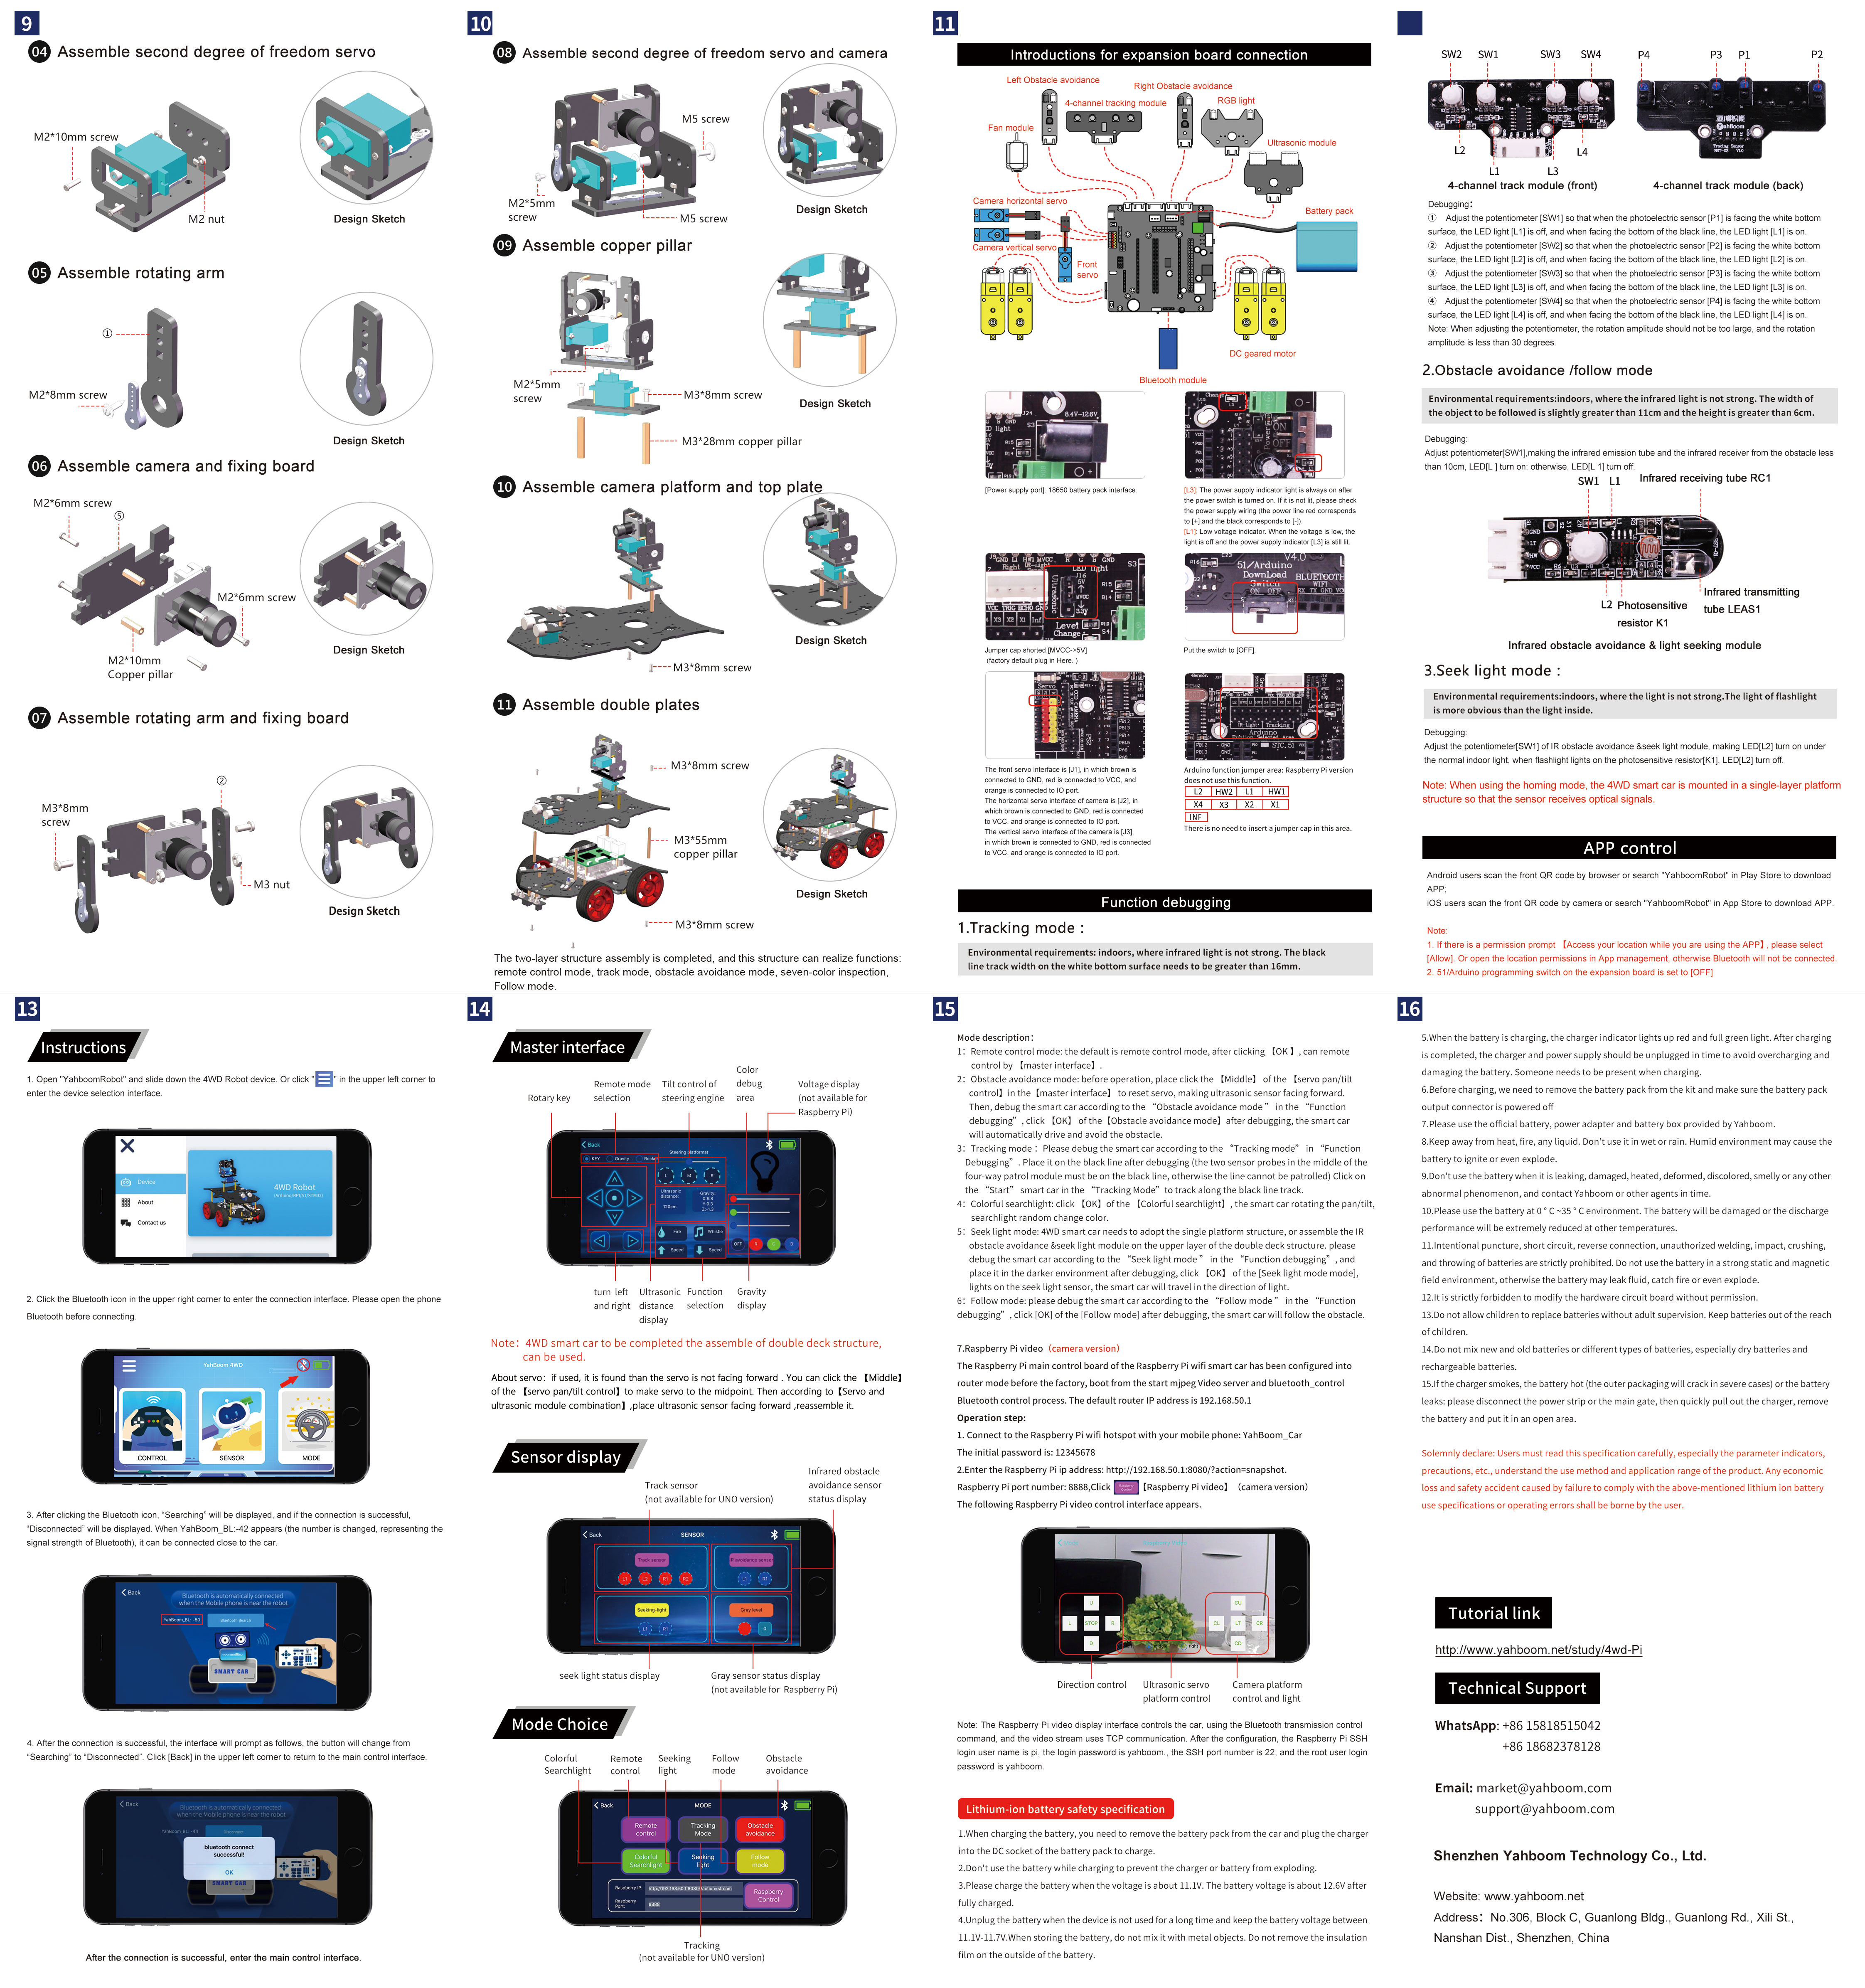 9
04 Assemble second degree of freedom servo
M2*10mm screw
M2 nut
Design Sketch
05 Assemble rotating arm
①
M2*8mm screw
Design Sketch
06 Assemble camera and fixing board
M2*6mm screw
⑤
M2*6mm screw
M2*10mm
Copper pillar
Design Sketch
07 Assemble rotating arm and fixing board
②
M3*8mm
screw
M3 nut
Design Sketch
10
08 Assemble second degree of freedom servo and camera
M5 screw
M2*5mm
screw
M5 screw
Design Sketch
09 Assemble copper pillar
M2*5mm
screw
M3*8mm screw
M3*28mm copper pillar
Design Sketch
10 Assemble camera platform and top plate
M3*8mm screw
Design Sketch
11 Assemble double plates
M3*8mm screw
M3*55mm
copper pillar
M3*8mm screw
Design Sketch
The two-layer structure assembly is completed, and this structure can realize functions:
remote control mode, track mode, obstacle avoidance mode, seven-color inspection,
Follow mode.
11
Introductions for expansion board connection
Left Obstacle avoidance
Right Obstacle avoidance
4-channel tracking module
RGB light
Fan module
Ultrasonic module
Camera horizontal servo
Battery pack
Camera vertical servo
Front
servo
DC geared motor
Bluetooth module
[Power supply port]: 18650 battery pack interface.
[L3]: The power supply indicator light is always on after
the power switch is turned on. If it is not lit, please check
the power supply wiring (the power line red corresponds
to [+] and the black corresponds to [-]).
[L1]: Low voltage indicator. When the voltage is low, the
light is off and the power supply indicator [L3] is still lit.
Jumper cap shorted [MVCC->5V]
(factory default plug in Here. )
Put the switch to [OFF].
The front servo interface is [J1], in which brown is
connected to GND, red is connected to VCC, and
orange is connected to IO port.
The horizontal servo interface of camera is [J2], in
which brown is connected to GND, red is connected
to VCC, and orange is connected to IO port.
The vertical servo interface of the camera is [J3],
in which brown is connected to GND, red is connected
to VCC, and orange is connected to IO port.
Arduino function jumper area: Raspberry Pi version
does not use this function.
L2 HW2 L1 HW1
X4 X3 X2 X1
INF
There is no need to insert a jumper cap in this area.
Function debugging
1.Tracking mode :
Environmental requirements: indoors, where infrared light is not strong. The black
line track width on the white bottom surface needs to be greater than 16mm.
SW2 SW1 SW3 SW4 P4 P3 P1 P2
L2 L1 L3 L4
4-channel track module (front)
4-channel track module (back)
Debugging:
① Adjust the potentiometer [SW1] so that when the photoelectric sensor [P1] is facing the white bottom
surface, the LED light [L1] is off, and when facing the bottom of the black line, the LED light [L1] is on.
② Adjust the potentiometer [SW2] so that when the photoelectric sensor [P2] is facing the white bottom
surface, the LED light [L2] is off, and when facing the bottom of the black line, the LED light [L2] is on.
③ Adjust the potentiometer [SW3] so that when the photoelectric sensor [P3] is facing the white bottom
surface, the LED light [L3] is off, and when facing the bottom of the black line, the LED light [L3] is on.
④ Adjust the potentiometer [SW4] so that when the photoelectric sensor [P4] is facing the white bottom
surface, the LED light [L4] is off, and when facing the bottom of the black line, the LED light [L4] is on.
Note: When adjusting the potentiometer, the rotation amplitude should not be too large, and the rotation
amplitude is less than 30 degrees.
2.Obstacle avoidance /follow mode
Environmental requirements:indoors, where the infrared light is not strong. The width of
the object to be followed is slightly greater than 11cm and the height is greater than 6cm.
Debugging:
Adjust potentiometer[SW1],making the infrared emission tube and the infrared receiver from the obstacle less
than 10cm, LED[L ] turn on; otherwise, LED[L 1] turn off.
SW1 L1
Infrared receiving tube RC1
L2 Photosensitive
resistor K1
Infrared transmitting
tube LEAS1
Infrared obstacle avoidance & light seeking module
3.Seek light mode :
Environmental requirements:indoors, where the light is not strong.The light of flashlight
is more obvious than the light inside.
Debugging:
Adjust the potentiometer[SW1] of IR obstacle avoidance &seek light module, making LED[L2] turn on under
the normal indoor light, when flashlight lights on the photosensitive resistor[K1], LED[L2] turn off.
Note: When using the homing mode, the 4WD smart car is mounted in a single-layer platform
structure so that the sensor receives optical signals.
APP control
Android users scan the front QR code by browser or search "YahboomRobot" in Play Store to download
APP;
iOS users scan the front QR code by camera or search "YahboomRobot" in App Store to download APP.
Note:
1. If there is a permission prompt 【Access your location while you are using the APP】, please select
[Allow]. Or open the location permissions in App management, otherwise Bluetooth will not be connected.
2. 51/Arduino programming switch on the expansion board is set to [OFF]
13
Instructions
1. Open "YahboomRobot" and slide down the 4WD Robot device. Or click " " in the upper left corner to
enter the device selection interface.
Device
About
Contact us
4WD Robot
2. Click the Bluetooth icon in the upper right corner to enter the connection interface. Please open the phone
Bluetooth before connecting.
YahBoom 4WD
CONTROL
SENSOR
MODE
3. After clicking the Bluetooth icon, "Searching" will be displayed, and if the connection is successful,
"Disconnected" will be displayed. When YahBoom_BL:-42 appears (the number is changed, representing the
signal strength of Bluetooth), it can be connected close to the car.
Back
Bluetooth is automatically connected
when the Mobile phone is near the robot
Bluetooth Search
SMART CAR
4. After the connection is successful, the interface will prompt as follows, the button will change from
"Searching" to "Disconnected". Click [Back] in the upper left corner to return to the main control interface.
Back
Bluetooth is automatically connected
when the Mobile phone is near the robot
bluetooth connect
successful!
OK
SMART CAR
After the connection is successful, enter the main control interface.
14
Master interface
Rotary key
Remote mode
selection
Tilt control of
steering engine
Color
debug
area
Voltage display
(not available for
Raspberry Pi)
Back
KEY Gravity Rocker
Fire Whistle
Speed Speed
OFF
turn left
and right
Ultrasonic
distance
display
Function
selection
Gravity
display
Note: 4WD smart car to be completed the assemble of double deck structure,
can be used.
About servo: if used, it is found than the servo is not facing forward . You can click the 【Middle】
of the 【servo pan/tilt control】to make servo to the midpoint. Then according to【Servo and
ultrasonic module combination】,place ultrasonic sensor facing forward ,reassemble it.
Sensor display
Track sensor
(not available for UNO version)
Infrared obstacle
avoidance sensor
status display
Back
SENSOR
Track sensor
IR avoidance sensor
L1 L2 R1 R2
L1 R1
Seeking-light
Gray level
L1 R1
seek light status display
Gray sensor status display
(not available for Raspberry Pi)
Mode Choice
Colorful
Searchlight
Remote
control
Seeking
light
Follow
mode
Obstacle
avoidance
Back
MODE
Remote
control
Tracking
Mode
Obstacle
avoidance
Colorful
Searchlight
Seeking
light
Follow
mode
Raspberry IP:
Raspberry
Port:
8888
Raspberry
Control
Tracking
(not available for UNO version)
15
Mode description:
1: Remote control mode: the default is remote control mode, after clicking 【OK 】, can remote
control by 【master interface】.
2: Obstacle avoidance mode: before operation, place click the 【Middle】 of the 【servo pan/tilt
control】in the【master interface】 to reset servo, making ultrasonic sensor facing forward.
Then, debug the smart car according to the “Obstacle avoidance mode ” in the “Function
debugging” , click 【OK】 of the【Obstacle avoidance mode】after debugging, the smart car
will automatically drive and avoid the obstacle.
3: Tracking mode : Please debug the smart car according to the “Tracking mode” in “Function
Debugging” . Place it on the black line after debugging (the two sensor probes in the middle of the
four-way patrol module must be on the black line, otherwise the line cannot be patrolled) Click on
the “Start” smart car in the “Tracking Mode”to track along the black line track.
4: Colorful searchlight: click 【OK】of the【Colorful searchlight】, the smart car rotating the pan/tilt,
searchlight random change color.
5: Seek light mode: 4WD smart car needs to adopt the single platform structure, or assemble the IR
obstacle avoidance &seek light module on the upper layer of the double deck structure. please
debug the smart car according to the “Seek light mode ” in the “Function debugging” , and
place it in the darker environment after debugging, click 【OK】 of the [Seek light mode mode],
lights on the seek light sensor, the smart car will travel in the direction of light.
6: Follow mode: please debug the smart car according to the “Follow mode ” in the “Function
debugging” , click [OK] of the [Follow mode] after debugging, the smart car will follow the obstacle.
7.Raspberry Pi video (camera version)
The Raspberry Pi main control board of the Raspberry Pi wifi smart car has been configured into
router mode before the factory, boot from the start mjpeg Video server and bluetooth_control
Bluetooth control process. The default router IP address is 192.168.50.1
Operation step:
1. Connect to the Raspberry Pi wifi hotspot with your mobile phone: YahBoom_Car
The initial password is: 12345678
2.Enter the Raspberry Pi ip address: http://192.168.50.1:8080/?action=snapshot.
Raspberry Pi port number: 8888,Click 【Raspberry Pi video】 (camera version)
The following Raspberry Pi video control interface appears.
U
L STOP R
D
CU
CL LT CR
CD
Direction control
Ultrasonic servo
platform control
Camera platform
control and light
Note: The Raspberry Pi video display interface controls the car, using the Bluetooth transmission control
command, and the video stream uses TCP communication. After the configuration, the Raspberry Pi SSH
login user name is pi, the login password is yahboom., the SSH port number is 22, and the root user login
password is yahboom.
Lithium-ion battery safety specification
1.When charging the battery, you need to remove the battery pack from the car and plug the charger
into the DC socket of the battery pack to charge.
2.Don't use the battery while charging to prevent the charger or battery from exploding.
3.Please charge the battery when the voltage is about 11.1V. The battery voltage is about 12.6V after
fully charged.
4.Unplug the battery when the device is not used for a long time and keep the battery voltage between
11.1V-11.7V.When storing the battery, do not mix it with metal objects. Do not remove the insulation
film on the outside of the battery.
16
5.When the battery is charging, the charger indicator lights up red and full green light. After charging
is completed, the charger and power supply should be unplugged in time to avoid overcharging and
damaging the battery. Someone needs to be present when charging.
6.Before charging, we need to remove the battery pack from the kit and make sure the battery pack
output connector is powered off
7.Please use the official battery, power adapter and battery box provided by Yahboom.
8.Keep away from heat, fire, any liquid. Don't use it in wet or rain. Humid environment may cause the
battery to ignite or even explode.
9.Don't use the battery when it is leaking, damaged, heated, deformed, discolored, smelly or any other
abnormal phenomenon, and contact Yahboom or other agents in time.
10.Please use the battery at 0 ° C ~35 ° C environment. The battery will be damaged or the discharge
performance will be extremely reduced at other temperatures.
11.Intentional puncture, short circuit, reverse connection, unauthorized welding, impact, crushing,
and throwing of batteries are strictly prohibited. Do not use the battery in a strong static and magnetic
field environment, otherwise the battery may leak fluid, catch fire or even explode.
12.It is strictly forbidden to modify the hardware circuit board without permission.
13.Do not allow children to replace batteries without adult supervision. Keep batteries out of the reach
of children.
14.Do not mix new and old batteries or different types of batteries, especially dry batteries and
rechargeable batteries.
15.If the charger smokes, the battery hot (the outer packaging will crack in severe cases) or the battery
leaks: please disconnect the power strip or the main gate, then quickly pull out the charger, remove
the battery and put it in an open area.
Solemnly declare: Users must read this specification carefully, especially the parameter indicators,
precautions, etc., understand the use method and application range of the product. Any economic
loss and safety accident caused by failure to comply with the above-mentioned lithium ion battery
use specifications or operating errors shall be borne by the user.
Tutorial link
http://www.yahboom.net/study/4wd-Pi
Technical Support
WhatsApp: +86 15818515042
+86 18682378128
Email: market@yahboom.com
support@yahboom.com
Shenzhen Yahboom Technology Co., Ltd.
Website: www.yahboom.net
Address: No.306, Block C, Guanlong Bldg., Guanlong Rd., Xili St.,
Nanshan Dist., Shenzhen, China